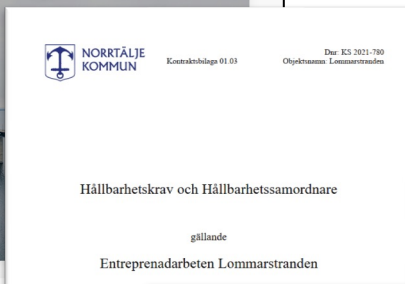 NORRTÄLJE
KOMMUN
Kontraktsbilaga 01.03
Dnr: KS 2021-780
Objektsnamn: Lommarstranden
Hållbarhetskrav och Hållbarhetssamordnare
gällande
Entreprenadarbeten Lommarstranden